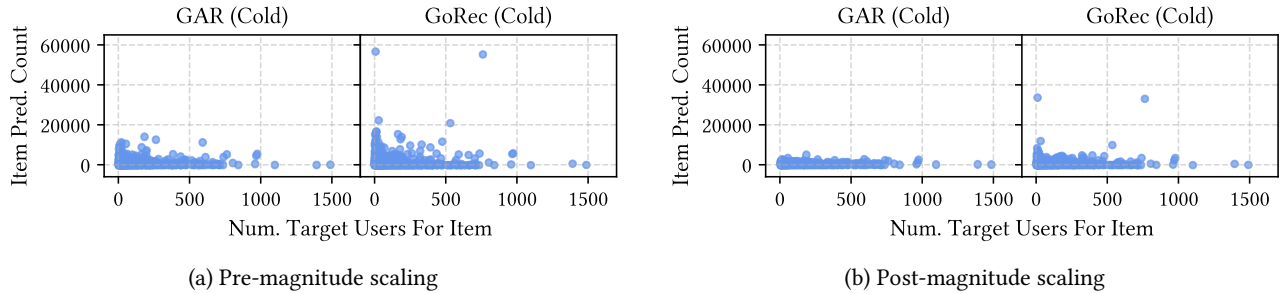 GAR (Cold) GoRec (Cold) GAR (Cold) GoRec (Cold)
Item Pred. Count
60000
40000
20000
0
0 500 1000 1500 0 500 1000 1500
Num. Target Users For Item
(a) Pre-magnitude scaling
Item Pred. Count
60000
40000
20000
0
0 500 1000 1500 0 500 1000 1500
Num. Target Users For Item
(b) Post-magnitude scaling